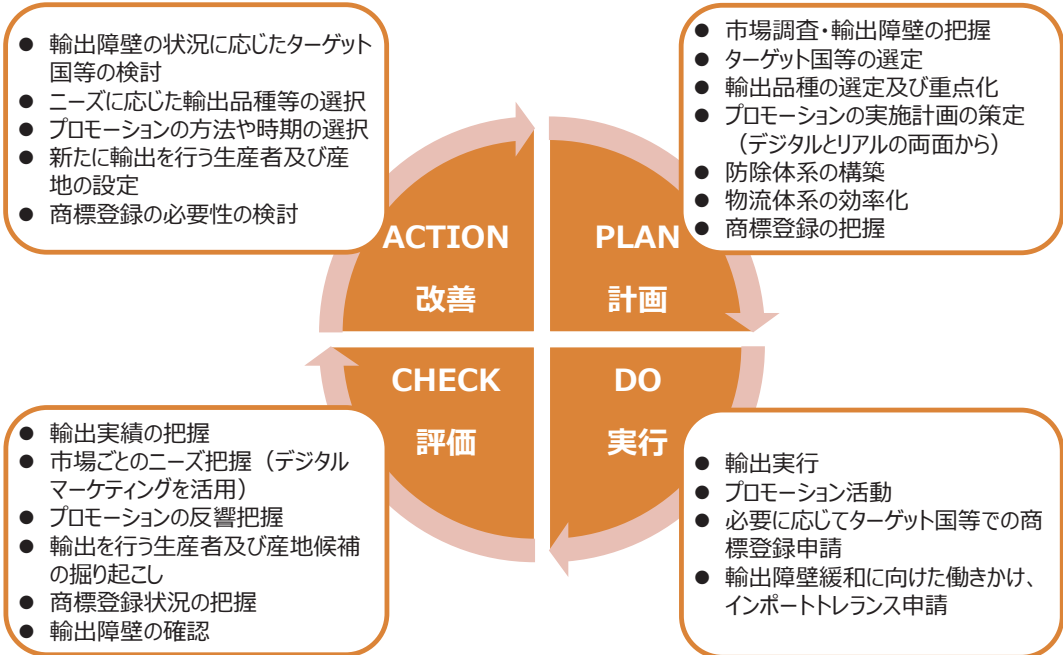 ● 輸出障壁の状況に応じたターゲット
国等の検討
● ニーズに応じた輸出品種等の選択
● プロモーションの方法や時期の選択
● 新たに輸出を行う生産者及び産
地の設定
● 商標登録の必要性の検討
● 市場調査・輸出障壁の把握
● ターゲット国等の選定
● 輸出品種の選定及び重点化
● プロモーションの実施計画の策定
（デジタルとリアルの両面から）
● 防除体系の構築
● 物流体系の効率化
● 商標登録の把握
ACTION
改善
PLAN
計画
CHECK
評価
DO
実行
● 輸出実績の把握
● 市場ごとのニーズ把握（デジタル
マーケティングを活用）
● プロモーションの反響把握
● 輸出を行う生産者及び産地候補
の掘り起こし
● 商標登録状況の把握
● 輸出障壁の確認
● 輸出実行
● プロモーション活動
● 必要に応じてターゲット国等での商
標登録申請
● 輸出障壁緩和に向けた働きかけ、
インポートトレランス申請